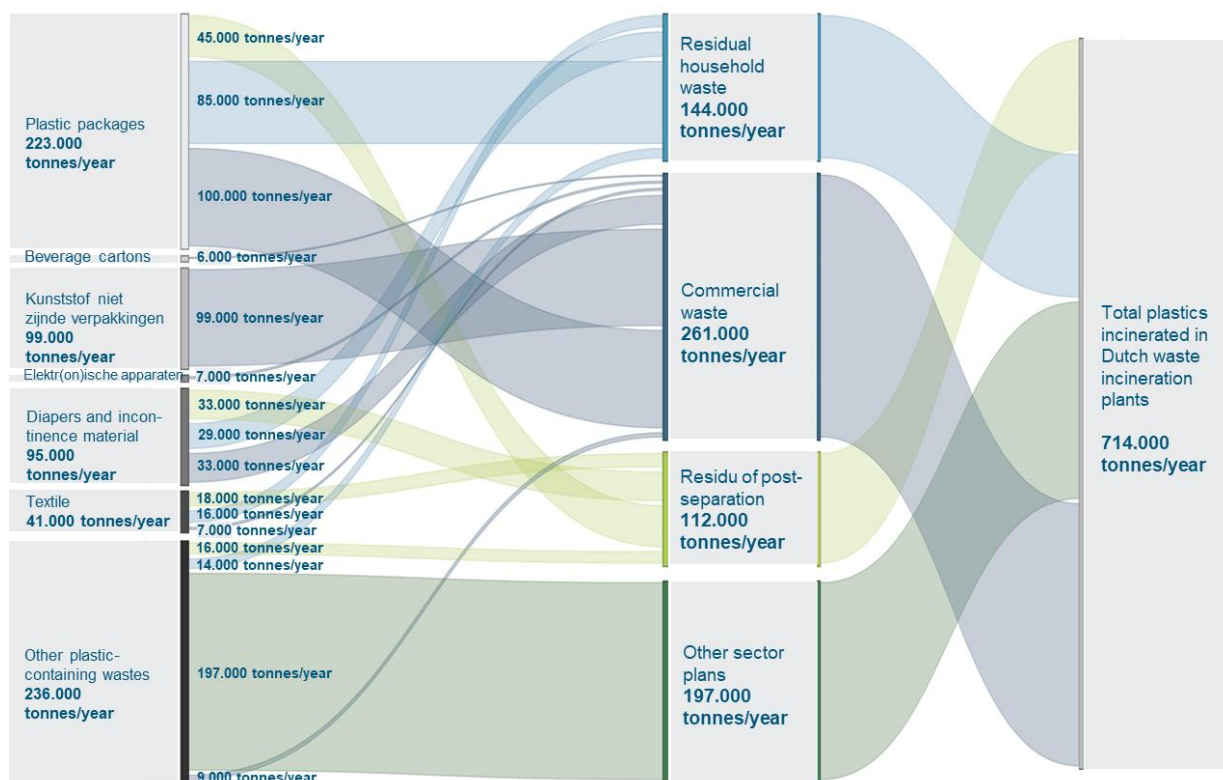 Plastic packages
223.000
tonnes/year
Beverage cartons
Kunststof niet
zijnde verpakkingen
99.000
tonnes/year
Elektr(on)ische apparaten
Diapers and incon-
tinence material
95.000
tonnes/year
Textile
41.000 tonnes/year
Other plastic-
containing wastes
236.000
tonnes/year
45.000 tonnes/year
85.000 tonnes/year
100.000 tonnes/year
6.000 tonnes/year
99.000 tonnes/year
7.000 tonnes/year
33.000 tonnes/year
29.000 tonnes/year
33.000 tonnes/year
18.000 tonnes/year
16.000 tonnes/year
7.000 tonnes/year
16.000 tonnes/year
14.000 tonnes/year
197.000 tonnes/year
9.000 tonnes/year
Residual
household
waste
144.000
tonnes/year
Commercial
waste
261.000
tonnes/year
Residu of post-
separation
112.000
tonnes/year
Other sector
plans
197.000
tonnes/year
Total plastics
incinerated in
Dutch waste
incineration
plants
714.000
tonnes/year